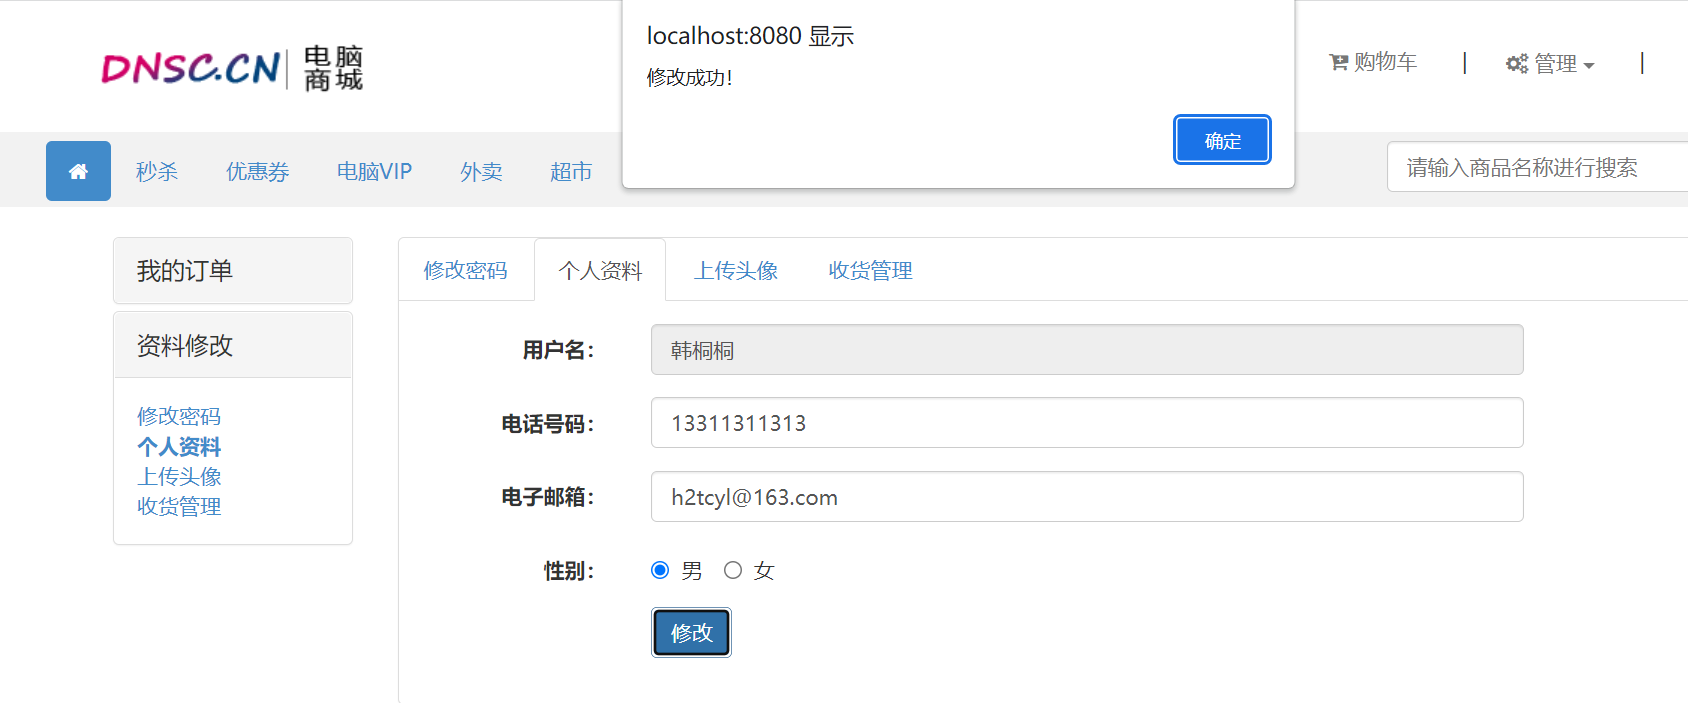 localhost:8080 显示
修改成功！
确定
DNSC.CN 电脑
商城
购物车 | 管理 |
秒杀 优惠券 电脑VIP 外卖 超市 请输入商品名称进行搜索
我的订单
资料修改
修改密码
个人资料
上传头像
收货管理
修改密码 个人资料 上传头像 收货管理
用户名： 韩桐桐
电话号码： 13311311313
电子邮箱： h2tcyl@163.com
性别： 男 女
修改